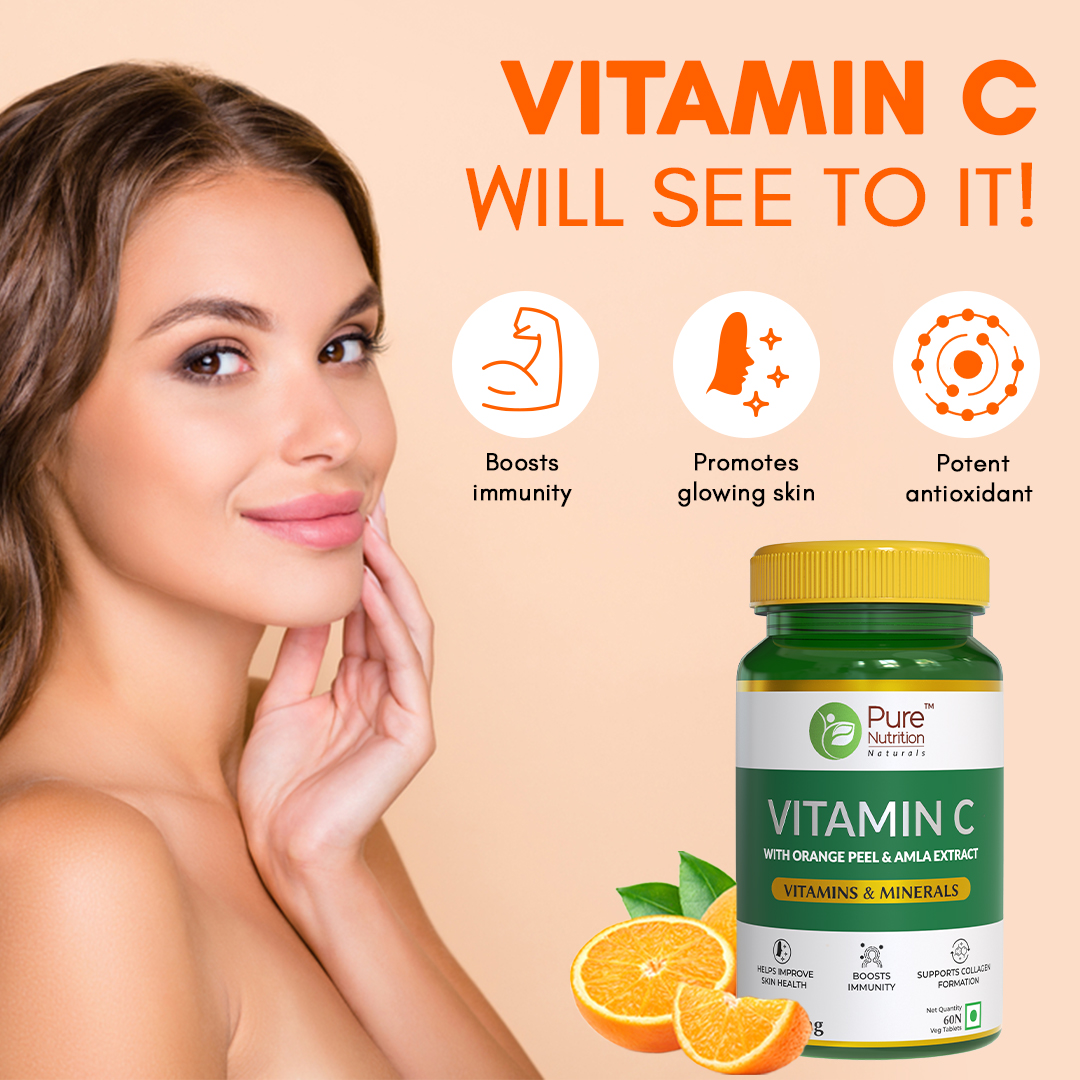 VITAMIN C
WILL SEE TO IT!
Boosts
immunity
Promotes
glowing skin
Potent
antioxidant
Pure™
Nutrition
Naturals
VITAMIN C
WITH ORANGE PEEL & AMLA EXTRACT
VITAMINS & MINERALS
HELPS IMPROVE
SKIN HEALTH
BOOSTS
IMMUNITY
SUPPORTS COLLAGEN
FORMATION
Net Quantity
60N
Veg Tablets